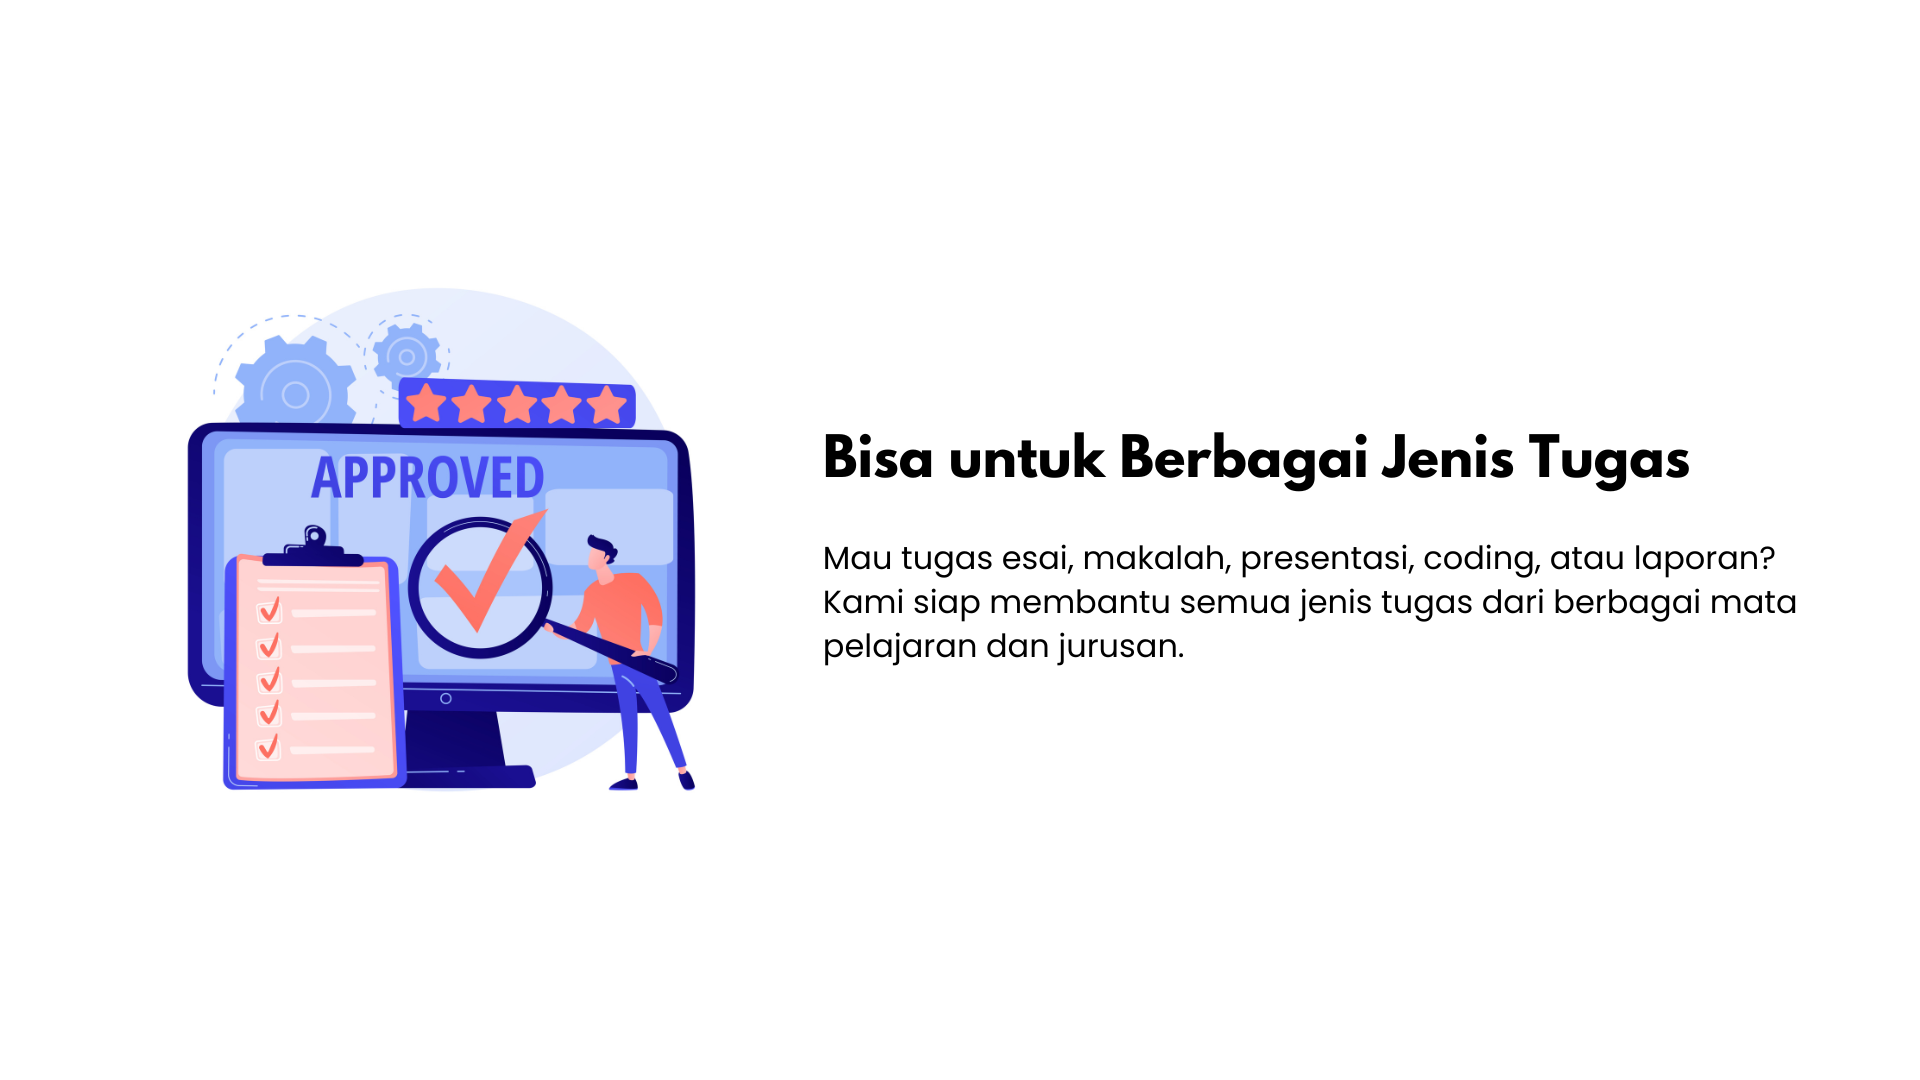 APPROVED
Bisa untuk Berbagai Jenis Tugas
Mau tugas esai, makalah, presentasi, coding, atau laporan?
Kami siap membantu semua jenis tugas dari berbagai mata
pelajaran dan jurusan.